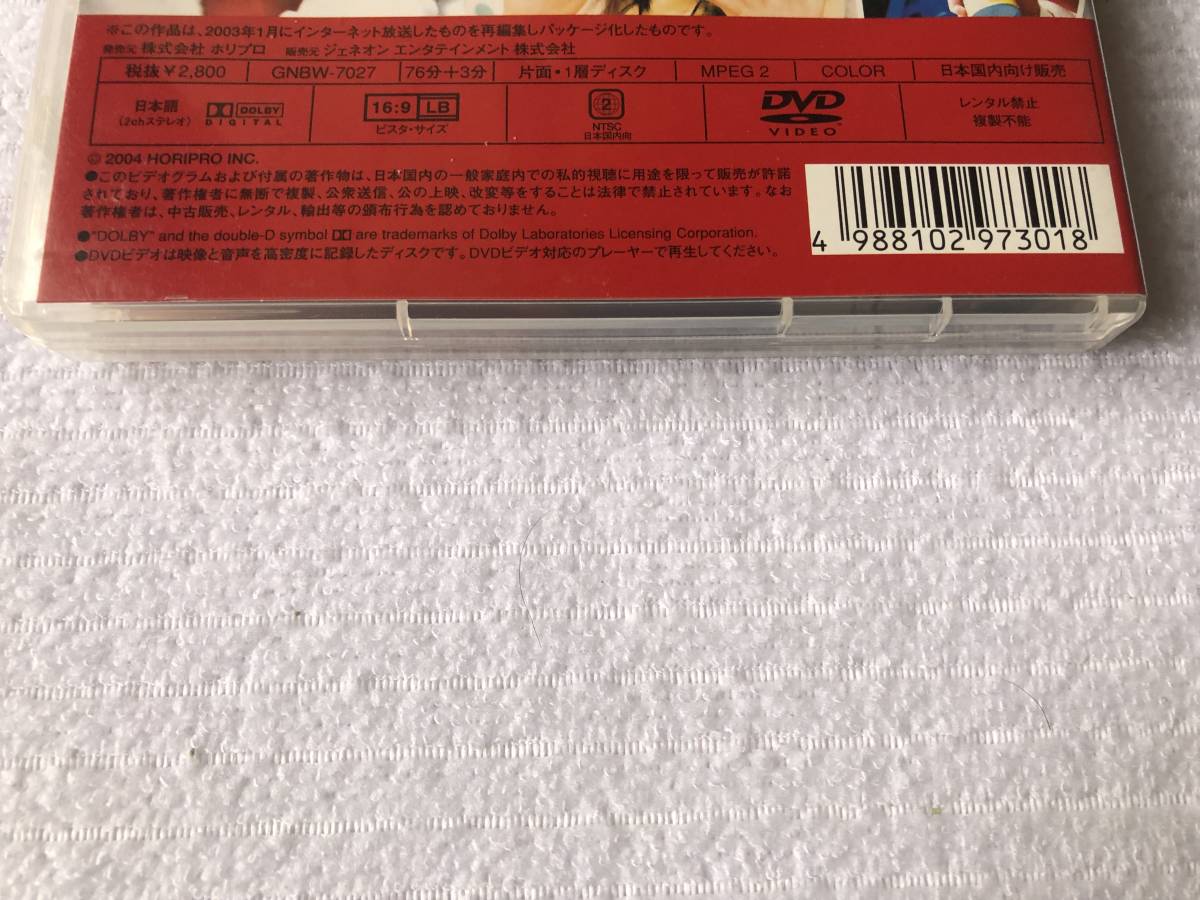 ※この作品は、2003年1月にインターネット放送したものを再編集しパッケージ化したものです。
発売元 株式会社 ホリプロ 販売元 ジェネオン エンタテインメント 株式会社
税抜¥2,800 GNBW-7027 76分+3分 片面・1層ディスク MPEG 2 COLOR 日本国内向け販売
日本語 DOLBY 16:9 LB 2 DVD レンタル禁止
(2chステレオ) DIGITAL ビスタ・サイズ NTSC VIDEO 複製不能
日本国内向
© 2004 HORIPRO INC.
●このビデオグラムおよび付属の著作物は、日本国内の一般家庭内での私的視聴に用途を限って販売が許諾
されており、著作権者に無断で複製、公衆送信、公の上映、改変等をすることは法律で禁止されています。なお
著作権者は、中古販売、レンタル、輸出等の頒布行為を認めておりません。
●"DOLBY" and the double-D symbol are trademarks of Dolby Laboratories Licensing Corporation.
●DVDビデオは映像と音声を高密度に記録したディスクです。DVDビデオ対応のプレーヤーで再生してください。
4 988102 973018